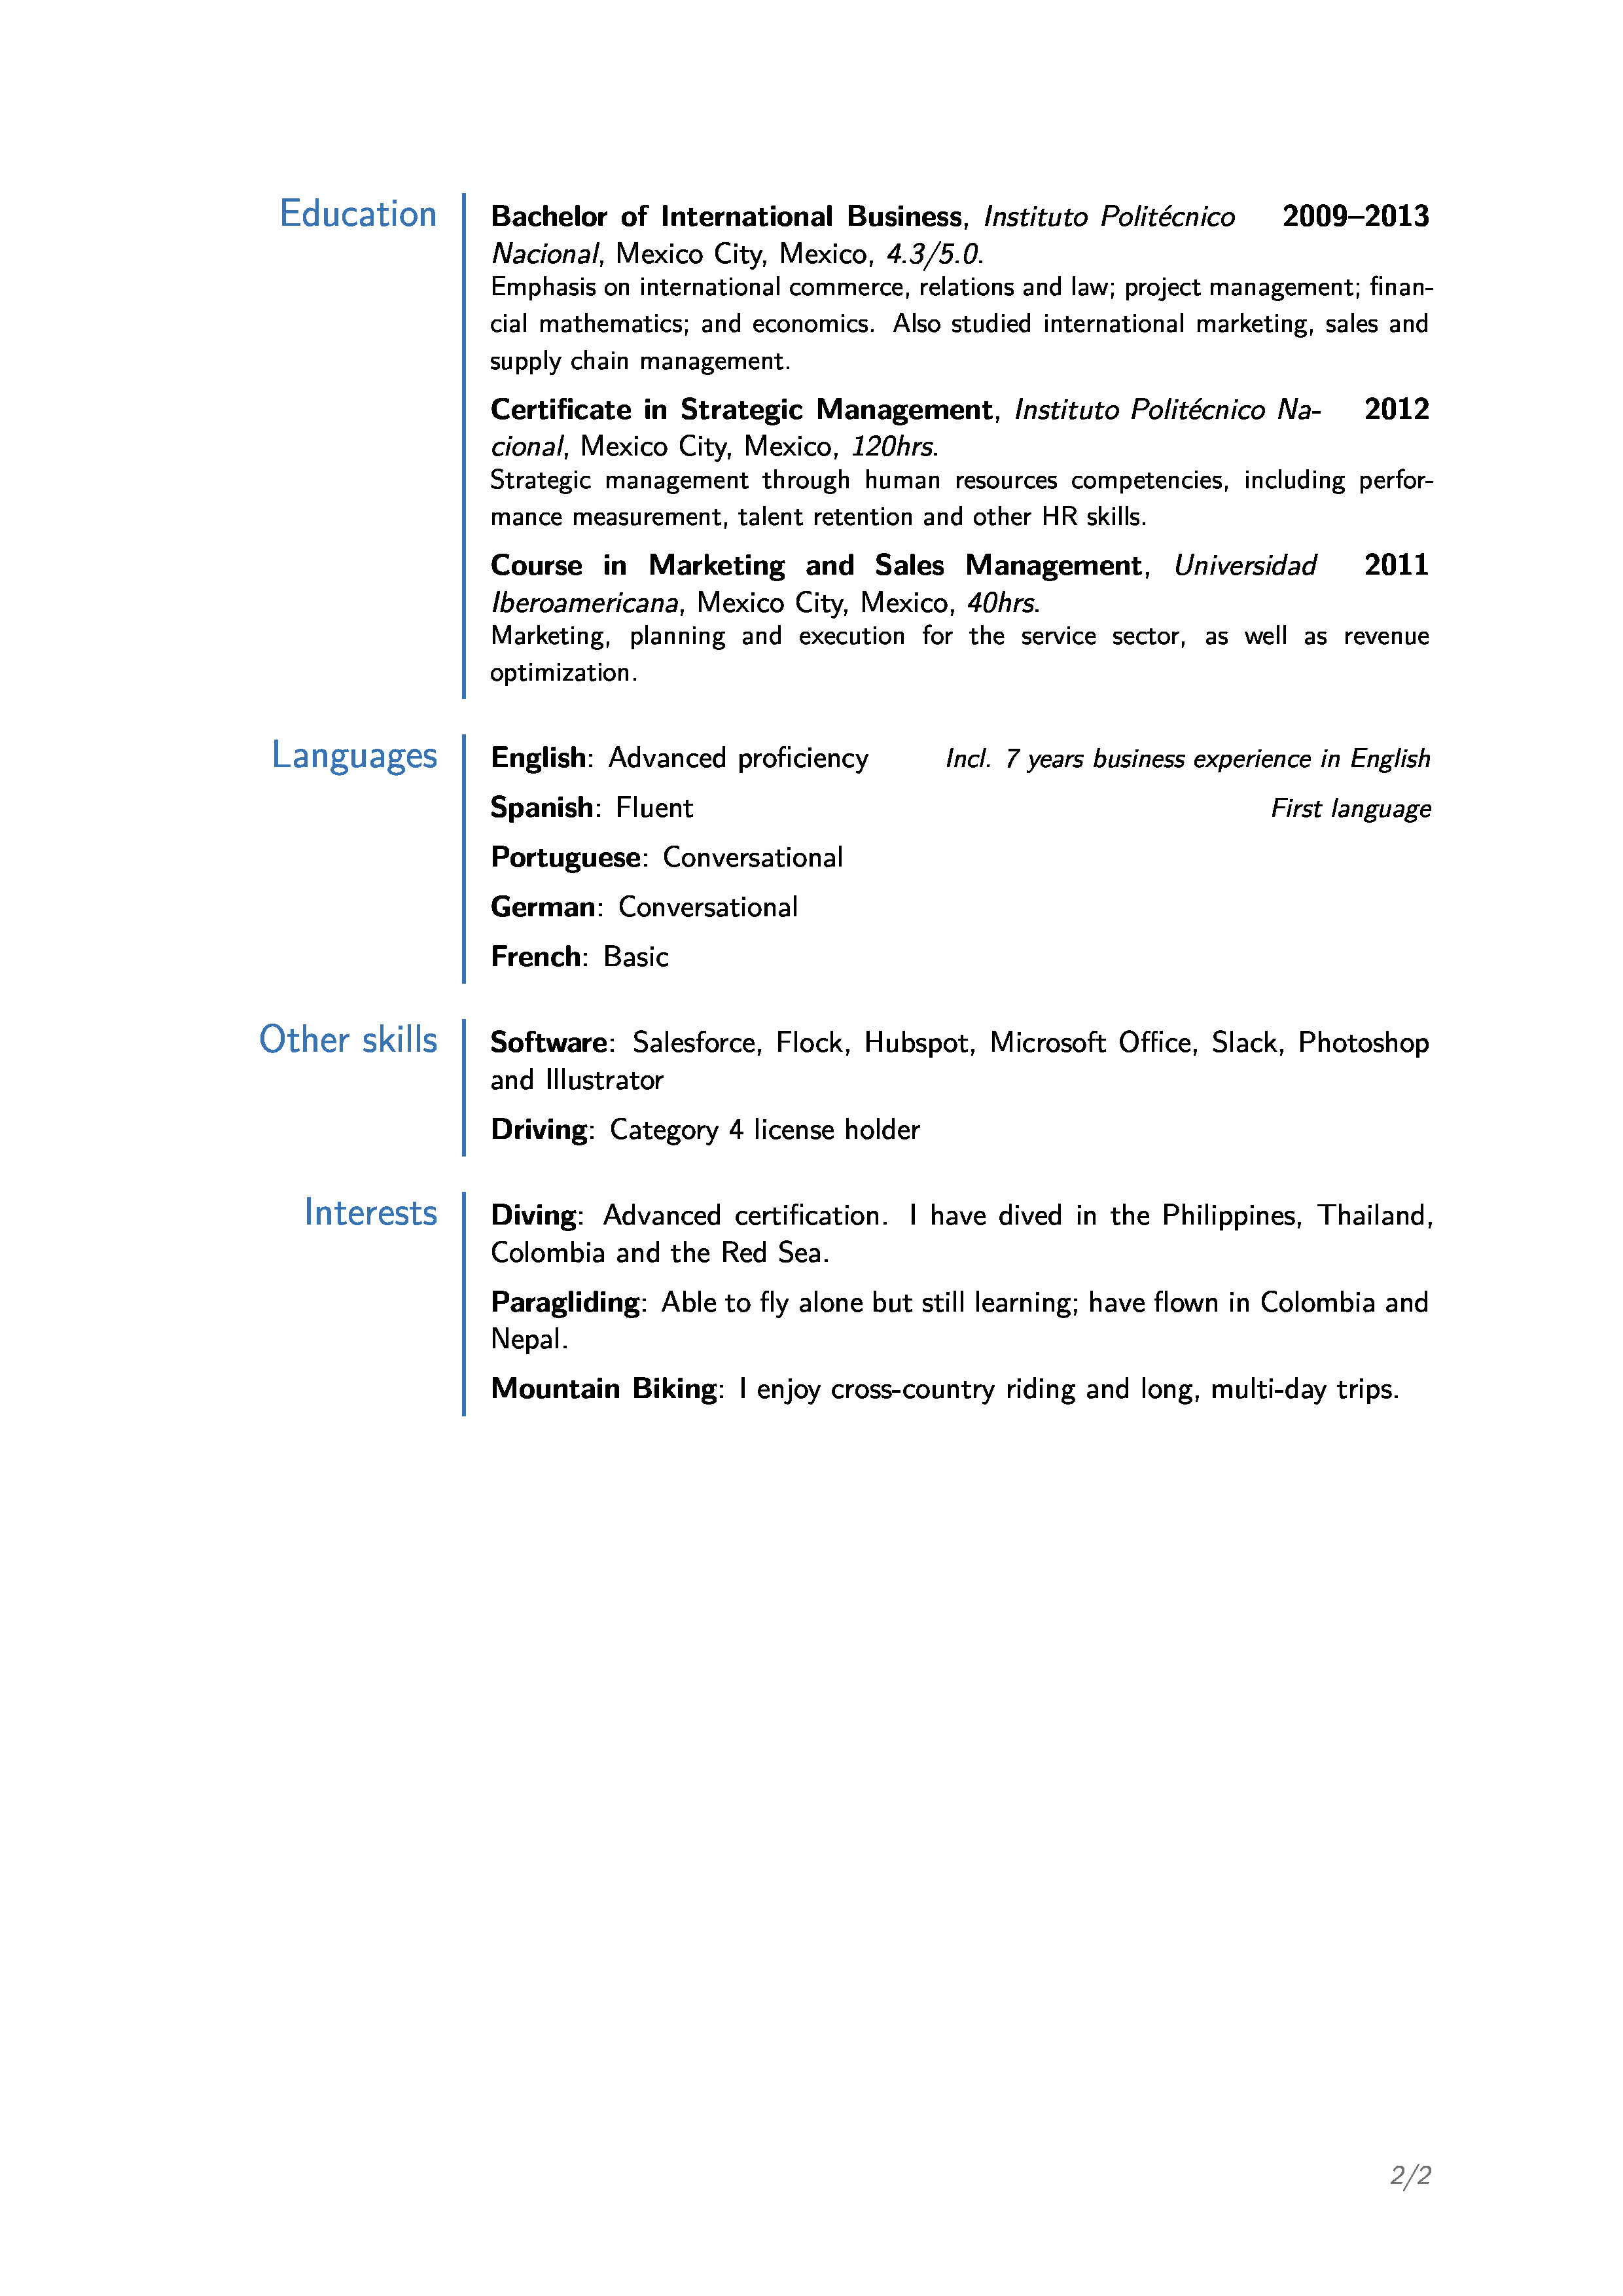 Education
Bachelor of International Business, Instituto Politécnico 2009–2013
Nacional, Mexico City, Mexico, 4.3/5.0.
Emphasis on international commerce, relations and law; project management; finan-
cial mathematics; and economics. Also studied international marketing, sales and
supply chain management.
Certificate in Strategic Management, Instituto Politécnico Na- 2012
cional, Mexico City, Mexico, 120hrs.
Strategic management through human resources competencies, including perfor-
mance measurement, talent retention and other HR skills.
Course in Marketing and Sales Management, Universidad 2011
Iberoamericana, Mexico City, Mexico, 40hrs.
Marketing, planning and execution for the service sector, as well as revenue
optimization.
Languages
English: Advanced proficiency Incl. 7 years business experience in English
Spanish: Fluent First language
Portuguese: Conversational
German: Conversational
French: Basic
Other skills
Software: Salesforce, Flock, Hubspot, Microsoft Office, Slack, Photoshop
and Illustrator
Driving: Category 4 license holder
Interests
Diving: Advanced certification. I have dived in the Philippines, Thailand,
Colombia and the Red Sea.
Paragliding: Able to fly alone but still learning; have flown in Colombia and
Nepal.
Mountain Biking: I enjoy cross-country riding and long, multi-day trips.
2/2